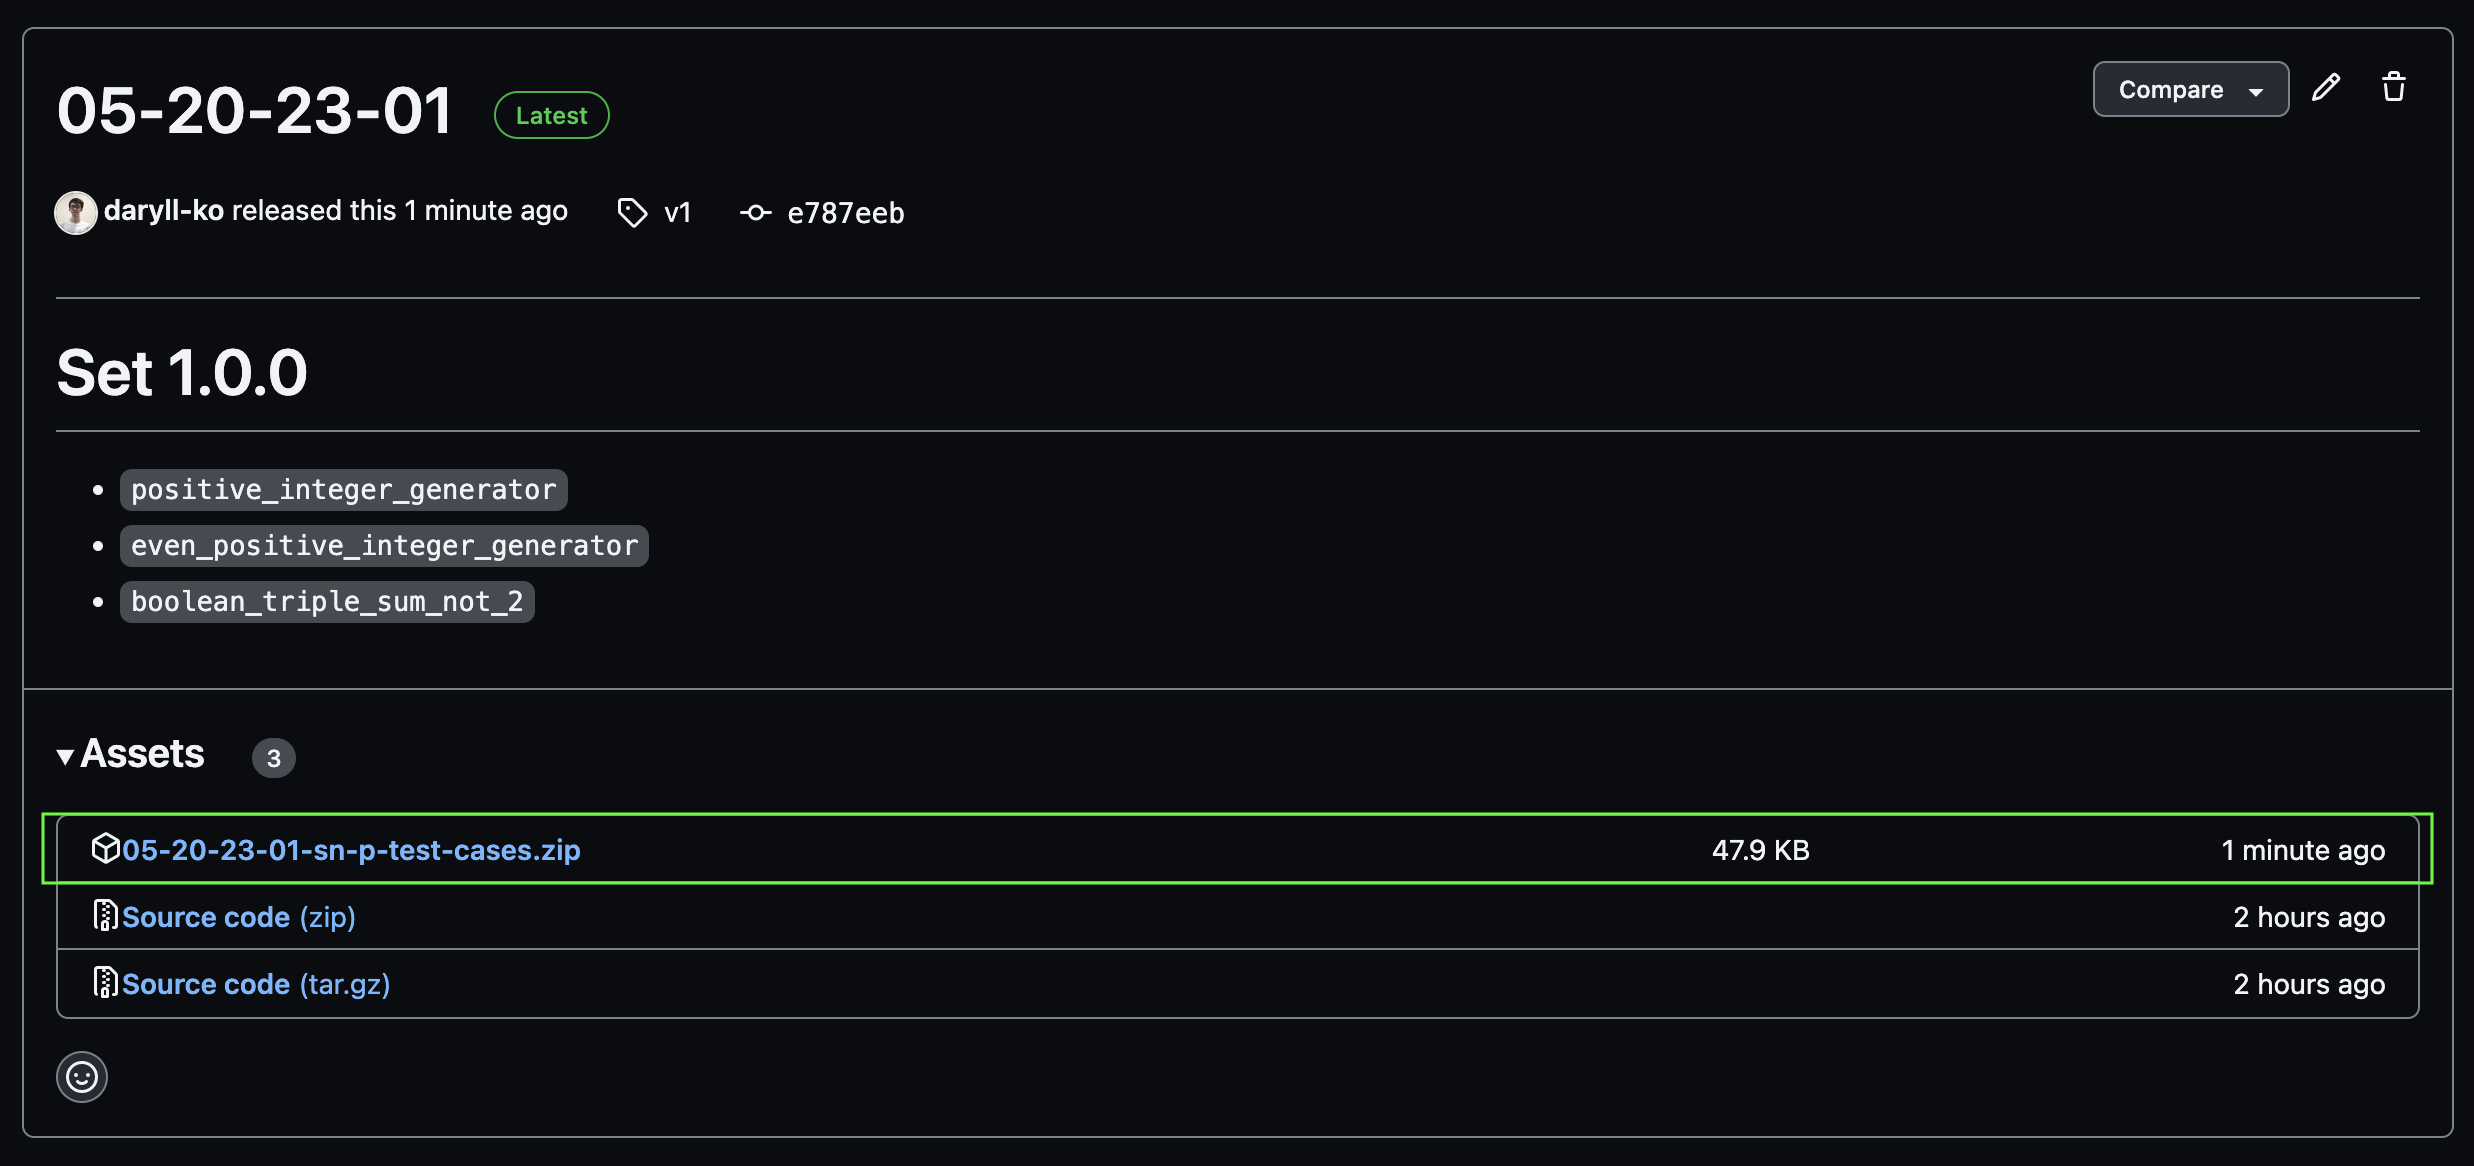 05-20-23-01 Latest Compare
daryll-ko released this 1 minute ago v1 e787eeb
Set 1.0.0
positive_integer_generator
even_positive_integer_generator
boolean_triple_sum_not_2
Assets 3
05-20-23-01-sn-p-test-cases.zip 47.9 KB 1 minute ago
Source code (zip) 2 hours ago
Source code (tar.gz) 2 hours ago